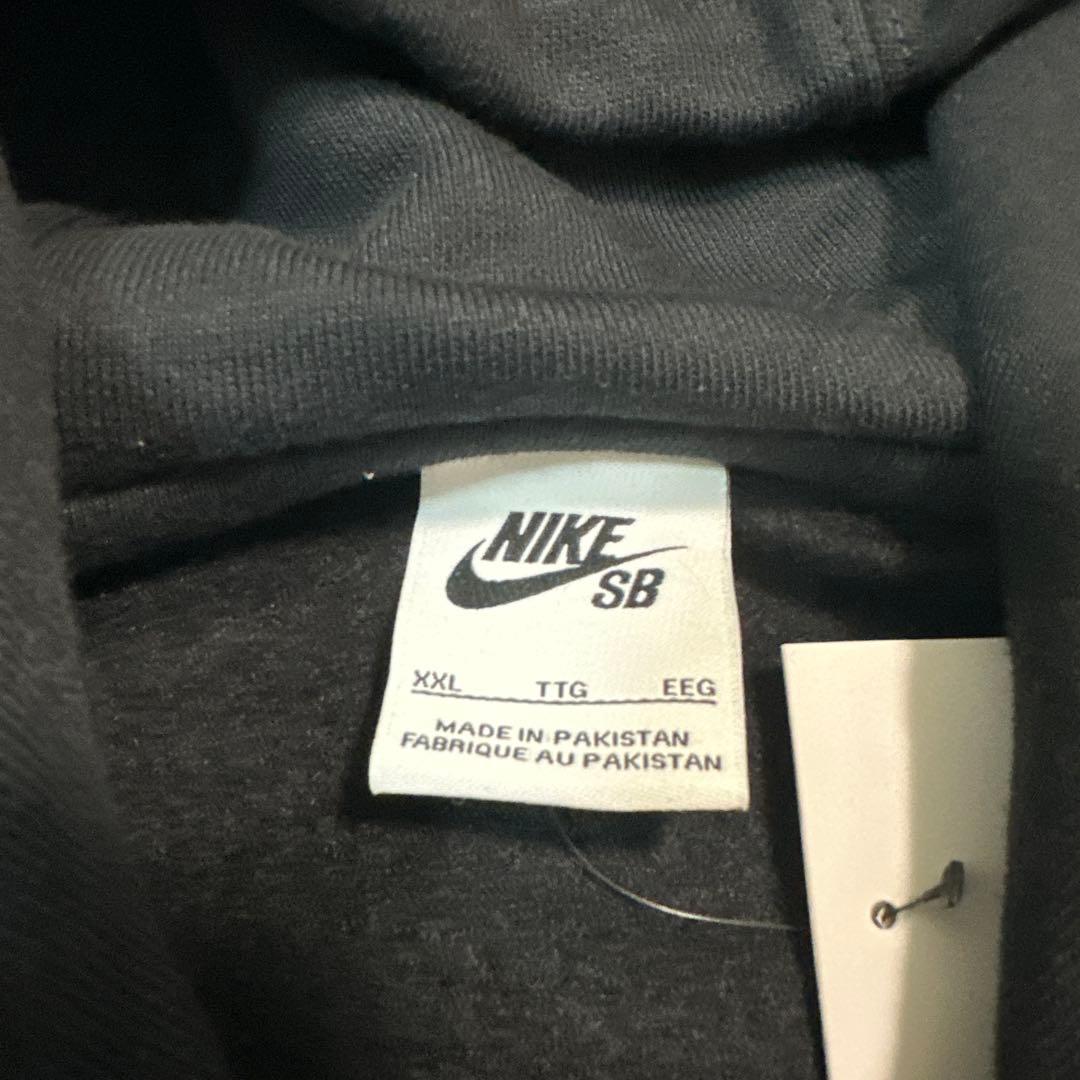 NIKE
SB
XXL TTG EEG
MADE IN PAKISTAN
FABRIQUE AU PAKISTAN